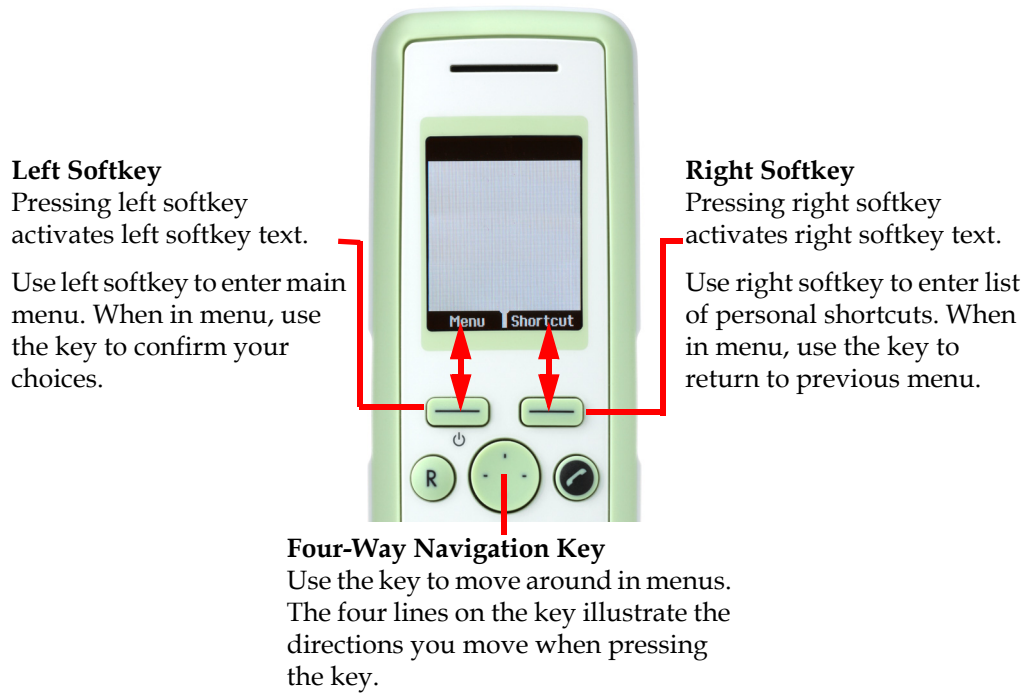 Left Softkey
Pressing left softkey
activates left softkey text.
Use left softkey to enter main
menu. When in menu, use
the key to confirm your
choices.
Menu
Shortcut
R
Right Softkey
Pressing right softkey
activates right softkey text.
Use right softkey to enter list
of personal shortcuts. When
in menu, use the key to
return to previous menu.
Four-Way Navigation Key
Use the key to move around in menus.
The four lines on the key illustrate the
directions you move when pressing
the key.